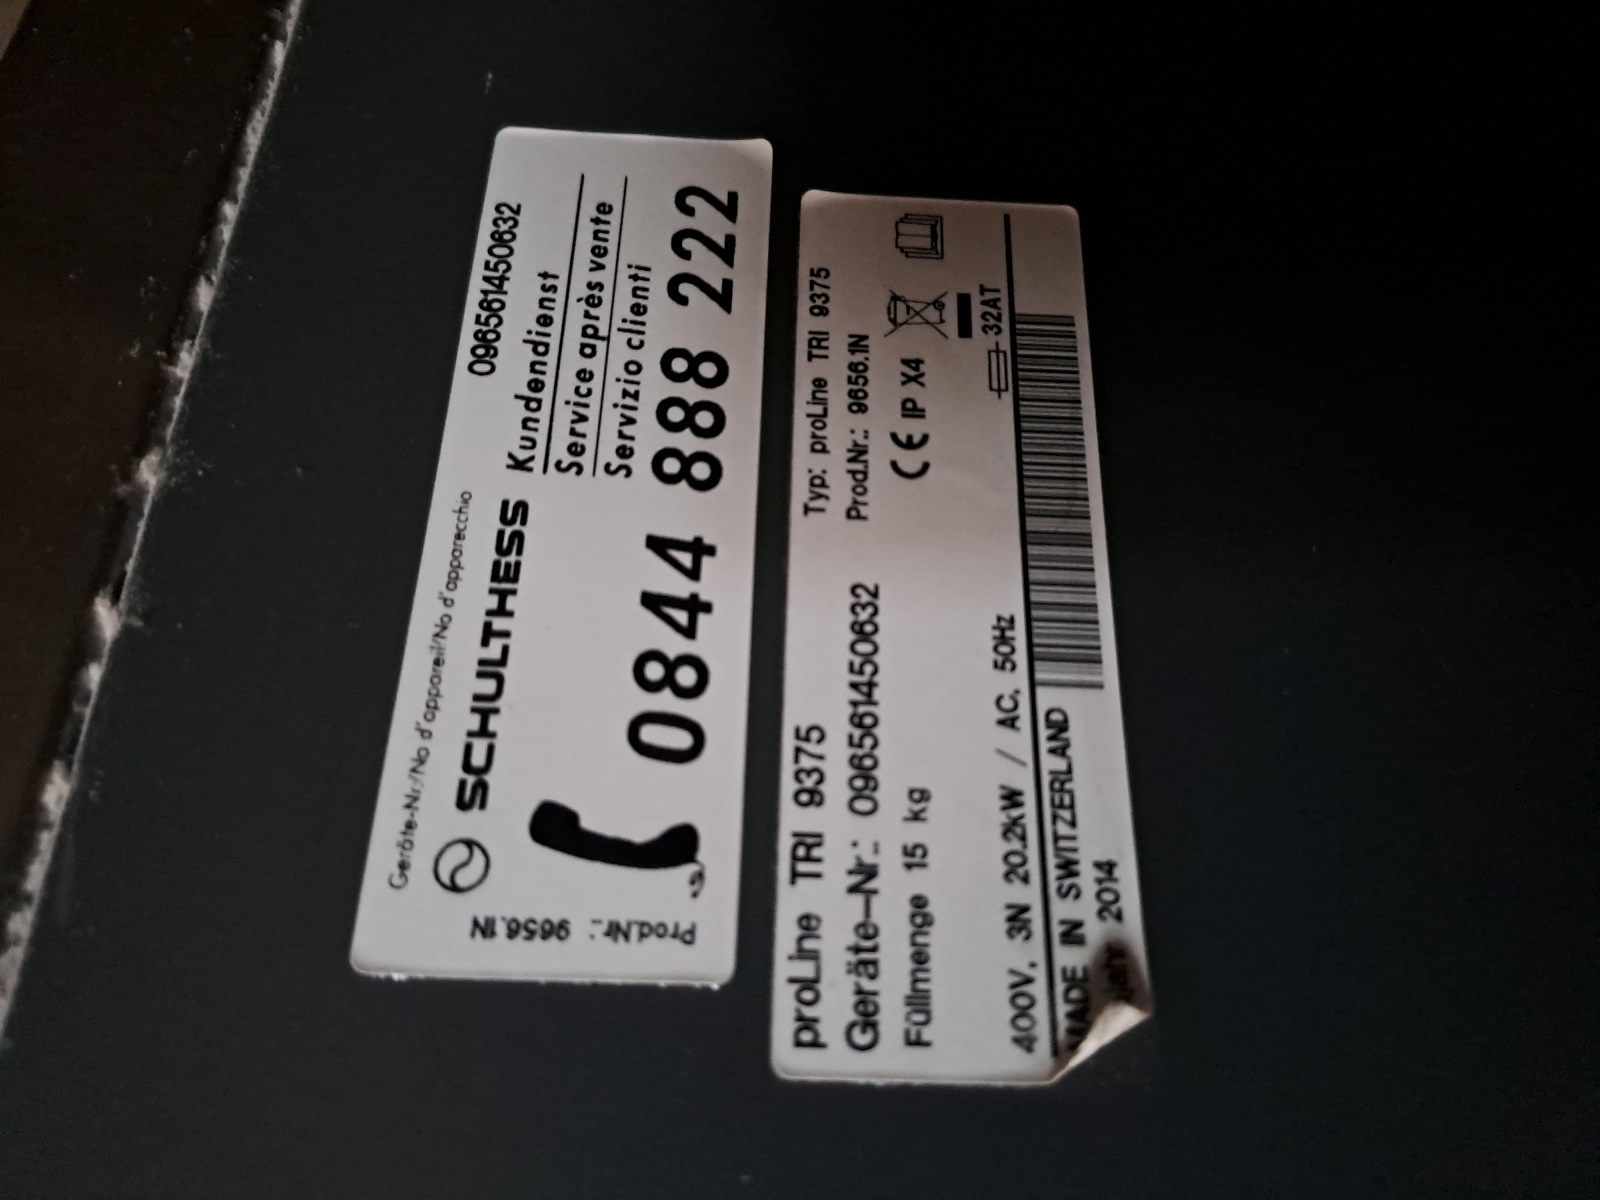 Geräte-Nr./No d'appareil/No d'apparecchio
096561450632
SCHULTHESS
Kundendienst
Service après vente
Servizio clienti
0844 888 222
Prod.Nr.: 9656.1N
proLine TRI 9375
Typ: proLine TRI 9375
Geräte-Nr.: 096561450632
Prod.Nr.: 9656.1N
Füllmenge 15 kg
CE IP X4
400V, 3N 20.2kW / AC, 50Hz
32AT
MADE IN SWITZERLAND
2014